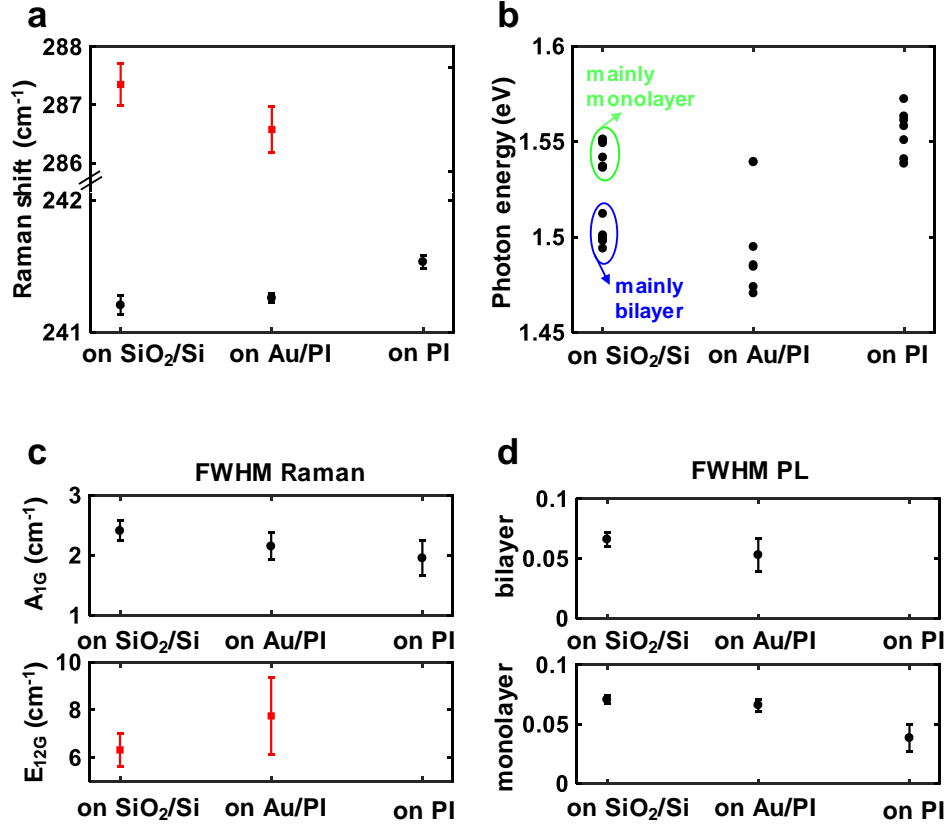 a
288
287
286
242
241
Raman shift (cm⁻¹)
on SiO₂/Si
on Au/PI
on PI
b
1.6
1.55
1.5
1.45
Photon energy (eV)
mainly
monolayer
mainly
bilayer
on SiO₂/Si
on Au/PI
on PI
c
FWHM Raman
3
2
1
A₁G (cm⁻¹)
on SiO₂/Si
on Au/PI
on PI
10
8
6
E₁₂G (cm⁻¹)
on SiO₂/Si
on Au/PI
on PI
d
FWHM PL
0.1
0.05
0
bilayer
on SiO₂/Si
on Au/PI
on PI
0.1
0.05
0
monolayer
on SiO₂/Si
on Au/PI
on PI